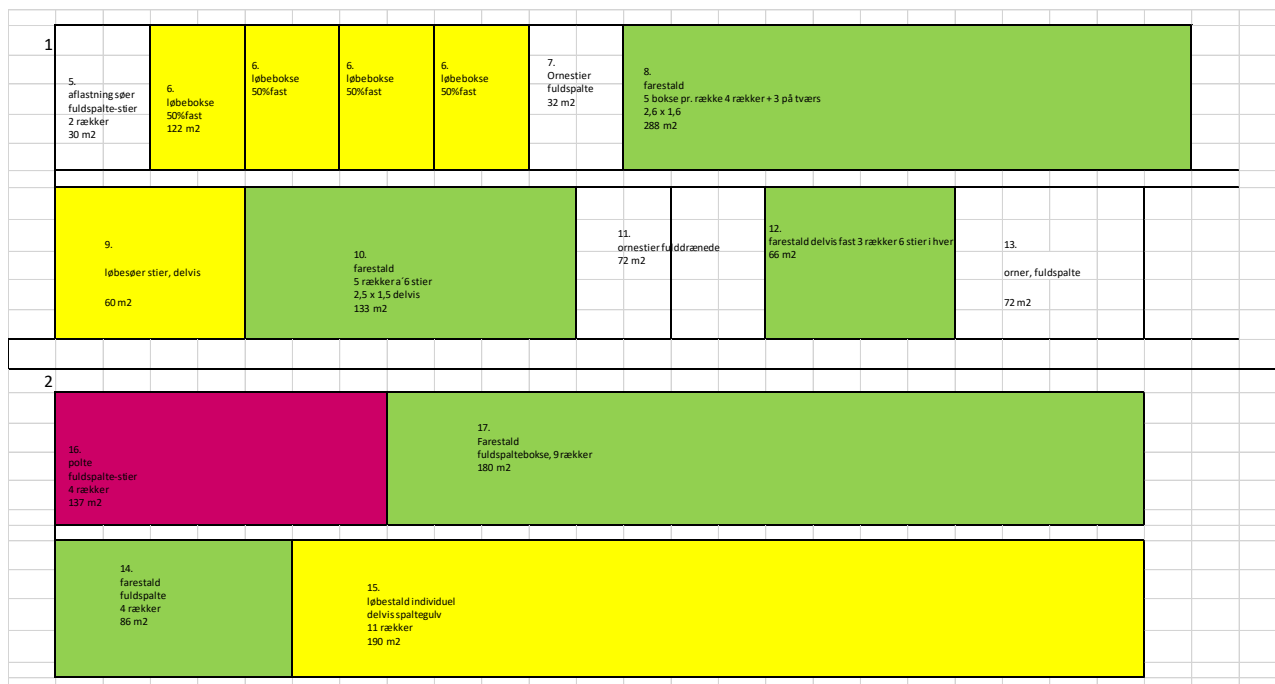 1
5.
aflastning søer
fuldspalte-stier
2 rækker
30 m2
6.
løbebokse
50%fast
122 m2
6.
løbebokse
50%fast
6.
løbebokse
50%fast
6.
løbebokse
50%fast
7.
Ornestier
fuldspalte
32 m2
8.
farestald
5 bokse pr. række 4 rækker + 3 på tværs
2,6 x 1,6
288 m2
9.
løbesøer stier, delvis
60 m2
10.
farestald
5 rækker a´6 stier
2,5 x 1,5 delvis
133 m2
11.
ornestier fulddrænede
72 m2
12.
farestald delvis fast 3 rækker 6 stier i hver
66 m2
13.
orner, fuldspalte
72 m2
2
16.
polte
fuldspalte-stier
4 rækker
137 m2
17.
Farestald
fuldspaltebokse, 9 rækker
180 m2
14.
farestald
fuldspalte
4 rækker
86 m2
15.
løbestald individuel
delvis spaltegulv
11 rækker
190 m2